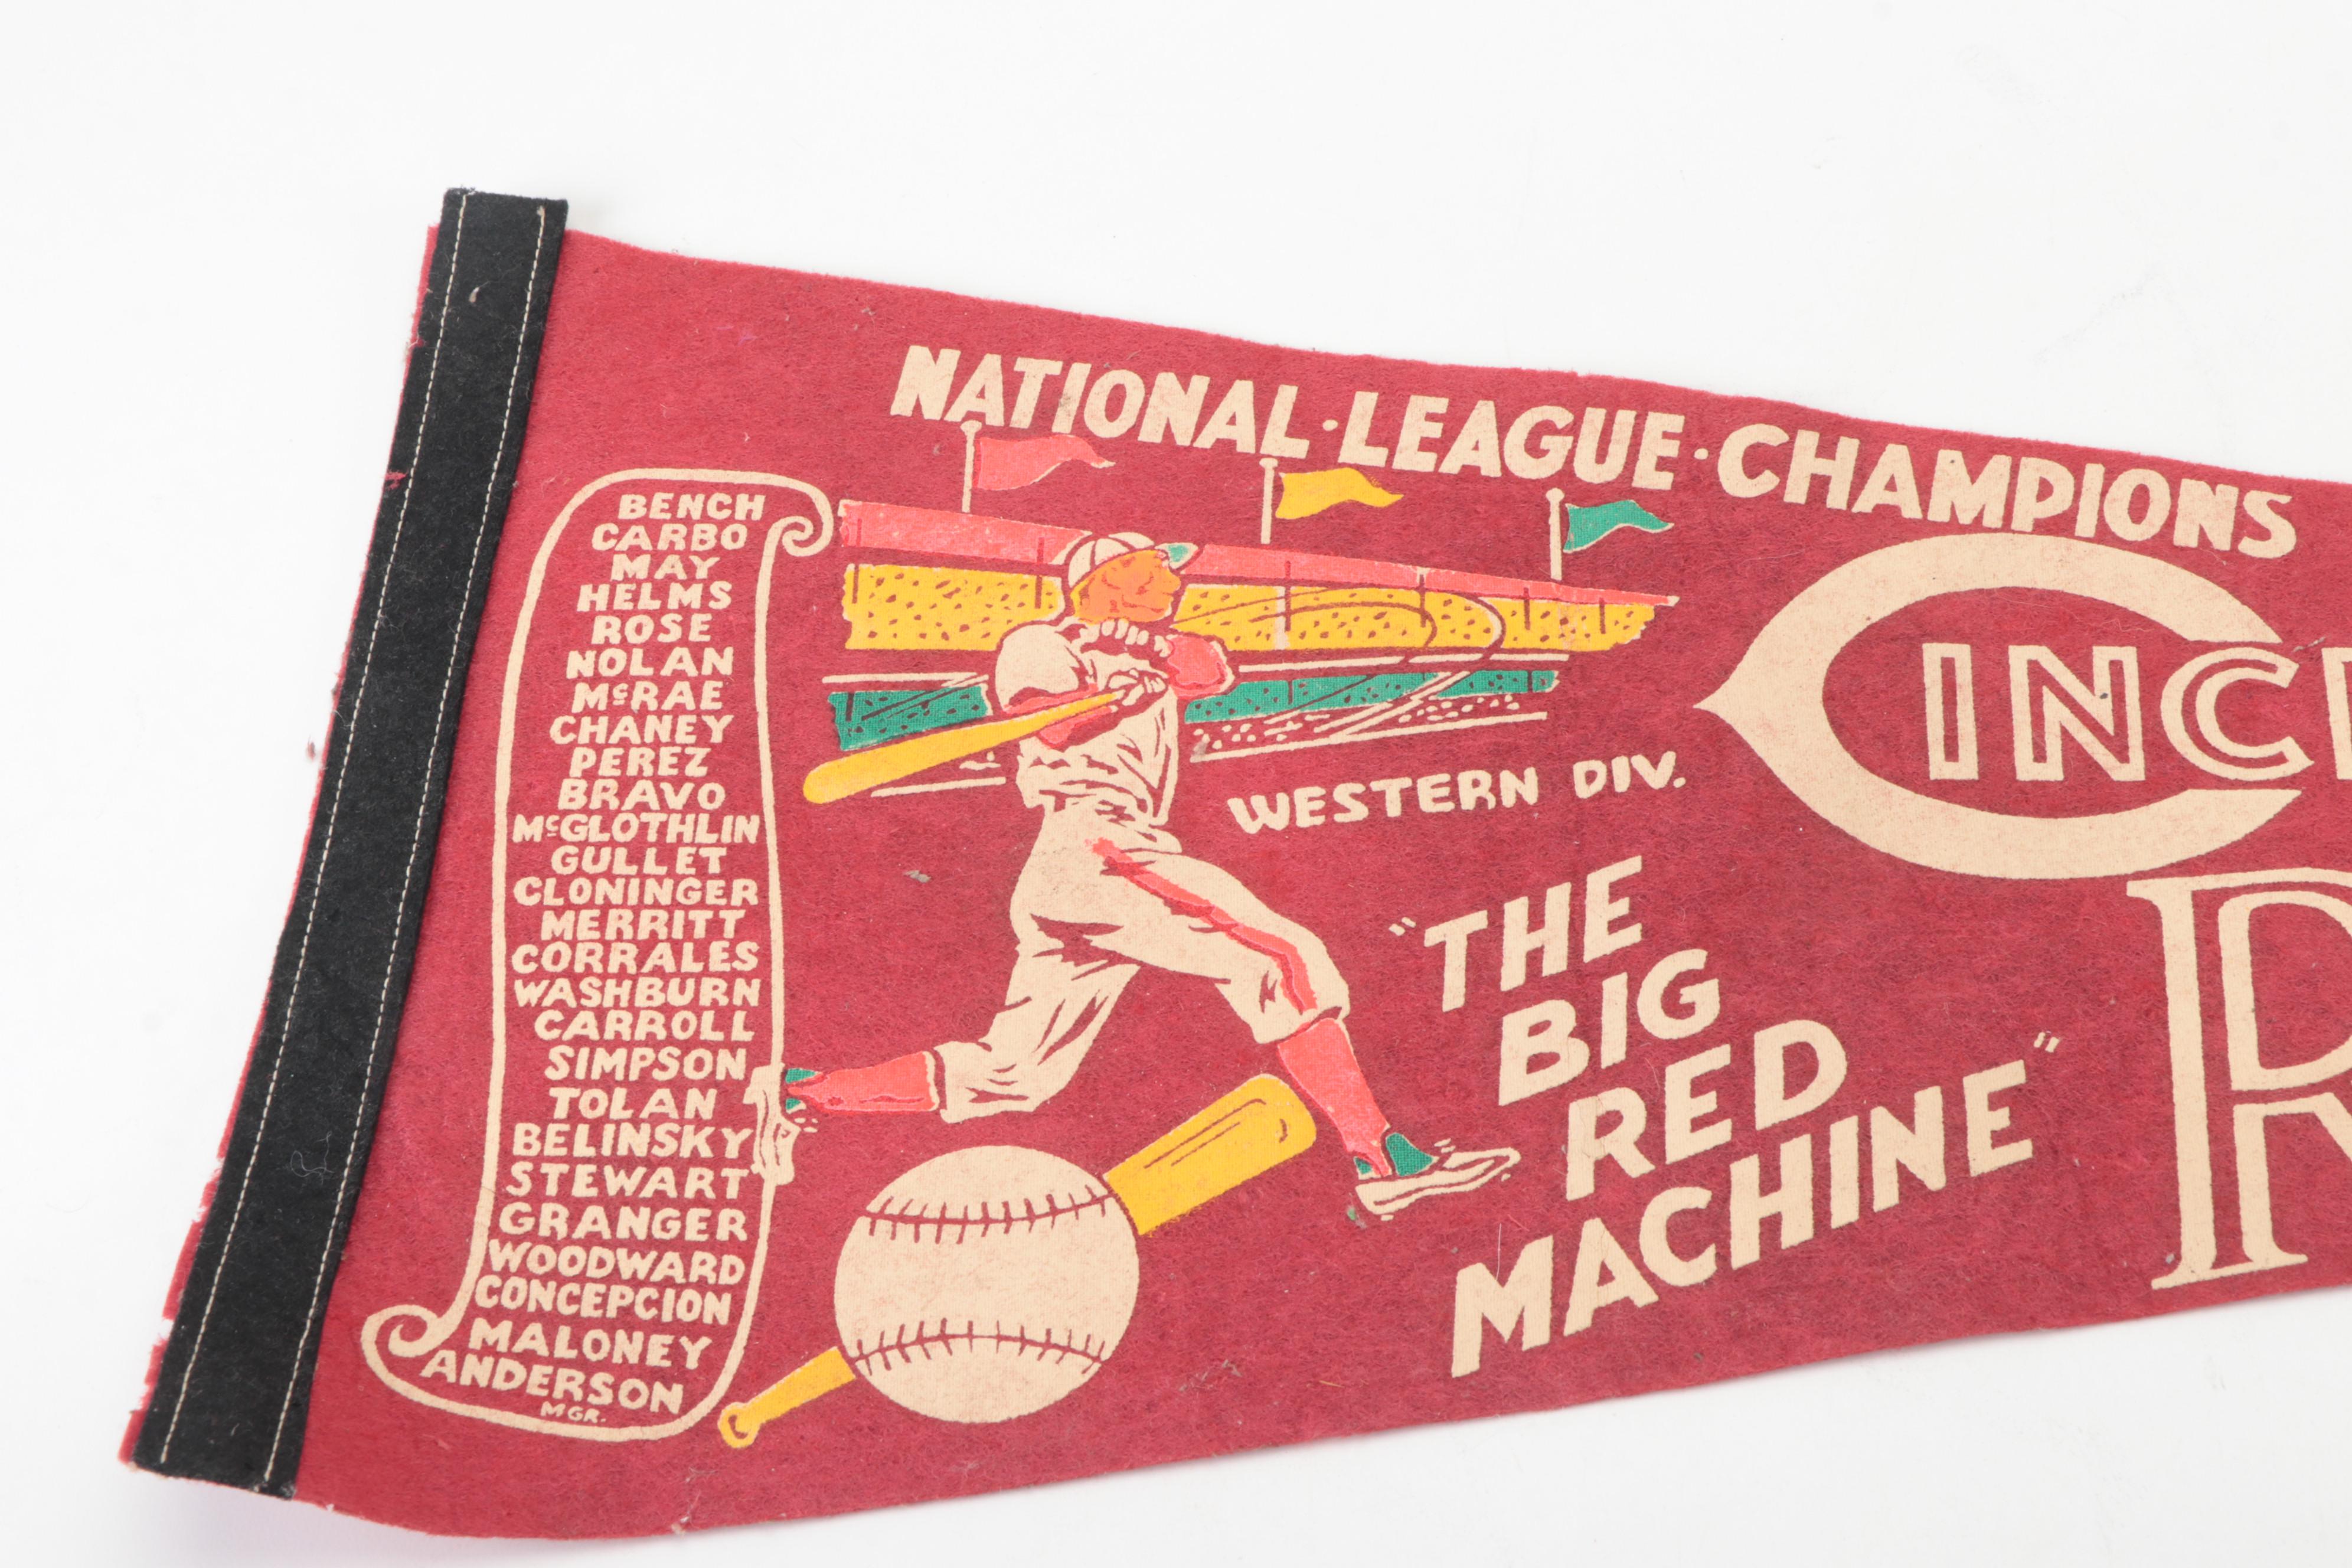 NATIONAL·LEAGUE·CHAMPIONS
BENCH
CARBO
MAY
HELMS
ROSE
NOLAN
McRAE
CHANEY
PEREZ
BRAVO
McGLOTHLIN
GULLET
CLONINGER
MERRITT
CORRALES
WASHBURN
CARROLL
SIMPSON
TOLAN
BELINSKY
STEWART
GRANGER
WOODWARD
CONCEPCION
MALONEY
ANDERSON
MGR.
WESTERN DIV.
"THE
BIG
RED
MACHINE"
CINCI
R